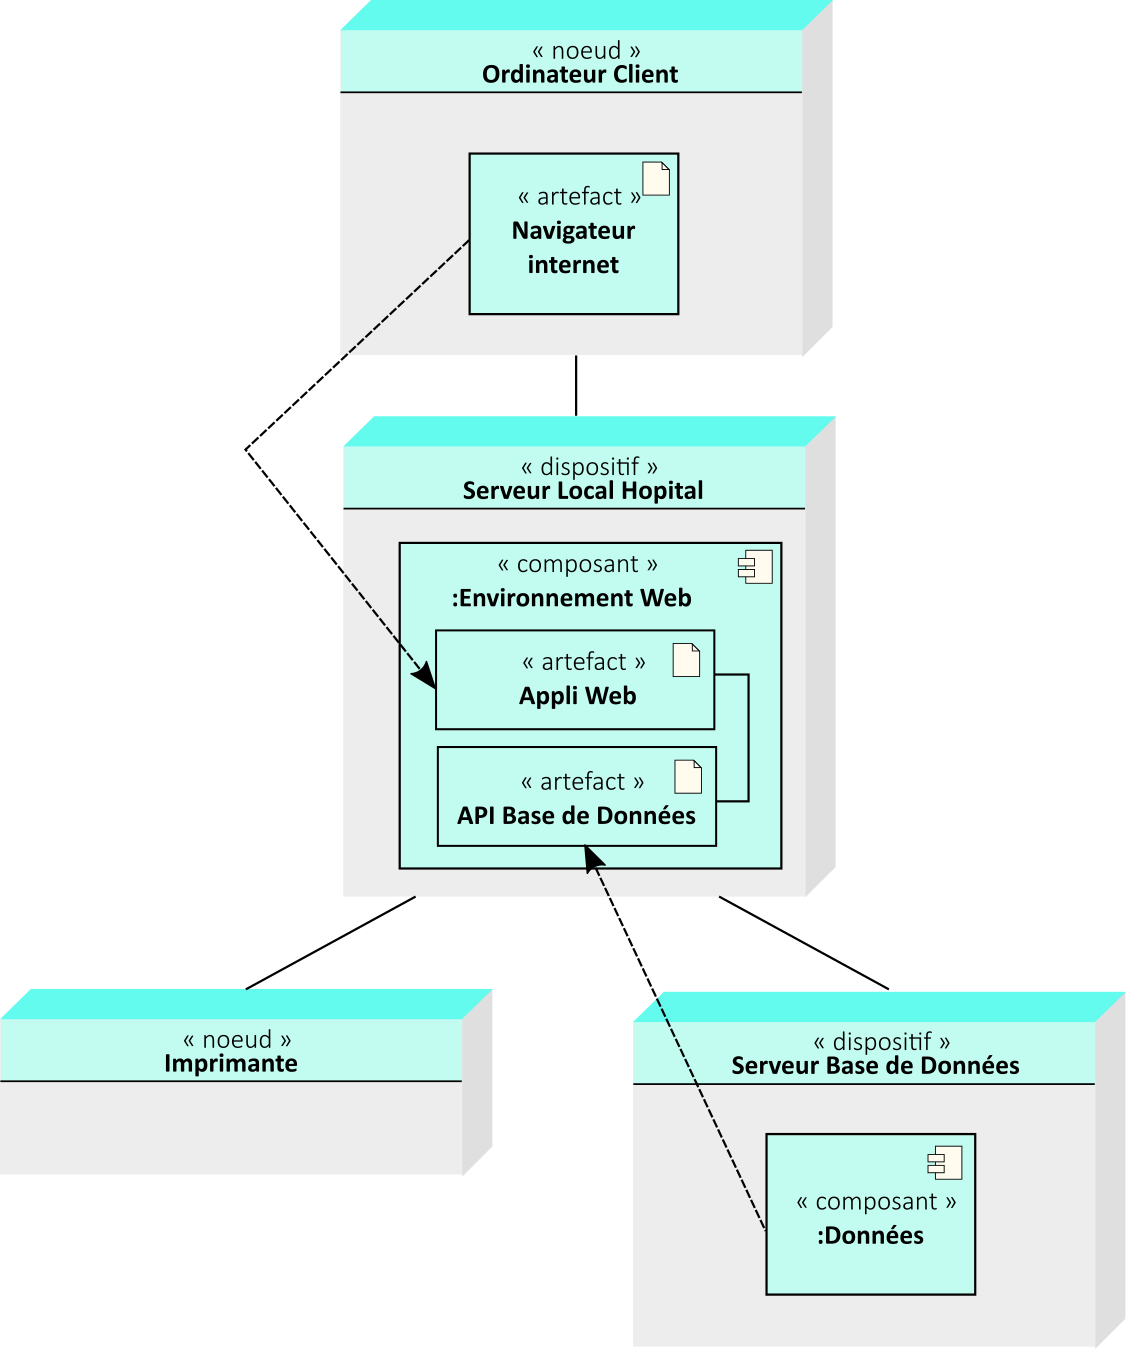 « noeud »
Ordinateur Client
« artefact »
Navigateur
internet
« dispositif »
Serveur Local Hopital
« composant »
:Environnement Web
« artefact »
Appli Web
« artefact »
API Base de Données
« noeud »
Imprimante
« dispositif »
Serveur Base de Données
« composant »
:Données